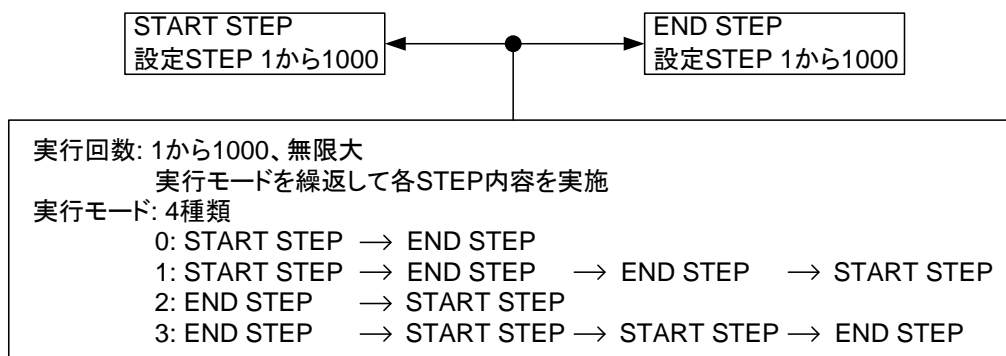 START STEP
設定STEP 1から1000
END STEP
設定STEP 1から1000
実行回数: 1から1000、無限大
実行モードを繰返して各STEP内容を実施
実行モード: 4種類
0: START STEP → END STEP
1: START STEP → END STEP → END STEP → START STEP
2: END STEP → START STEP
3: END STEP → START STEP → START STEP → END STEP